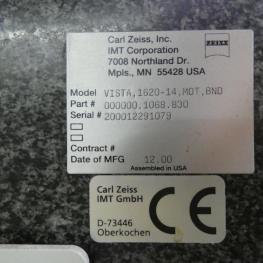 Carl Zeiss, Inc.
IMT Corporation
7008 Northland Dr.
Mpls., MN 55428 USA
ZEISS
Model VISTA,1620-14,MOT,BND
Part # 000000.1068.830
Serial # 200012291079
Contract #
Date of MFG 12.00
Assembled in USA
Carl Zeiss
IMT GmbH
D-73446
Oberkochen
CE